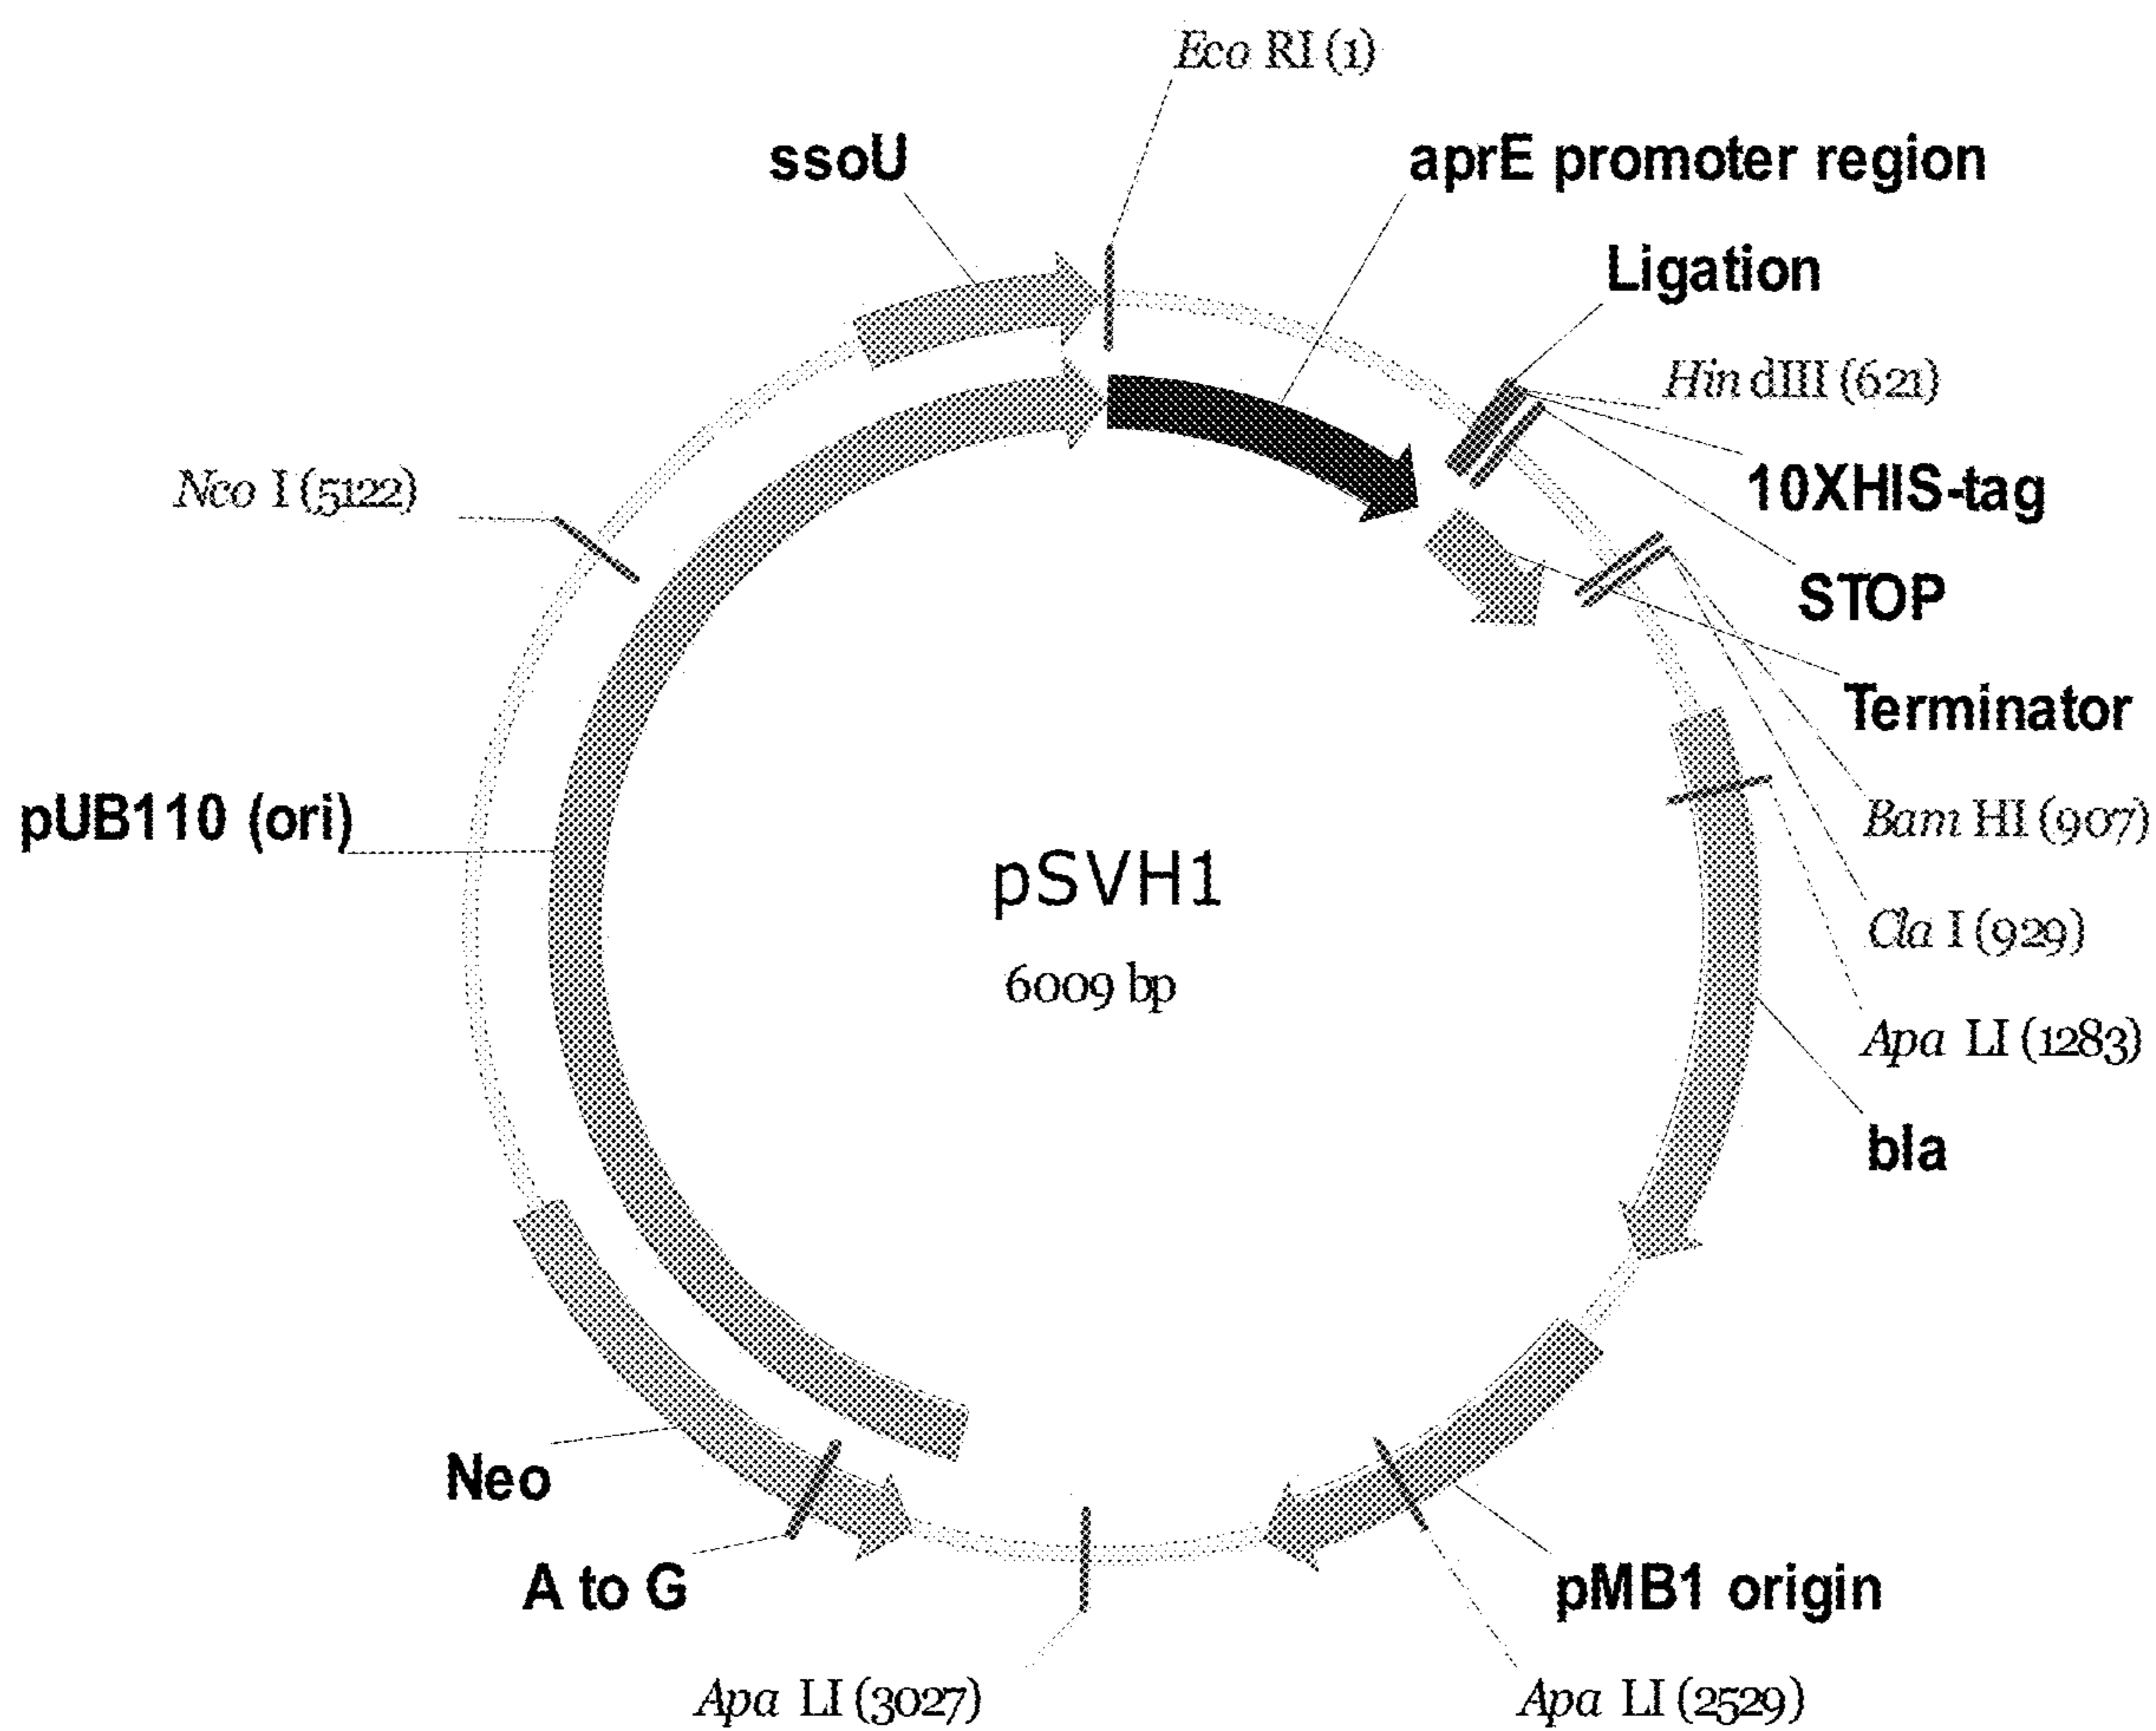 Eco RI (1)
ssoU
aprE promoter region
Ligation
Hin dIII (621)
10XHIS-tag
Nco I (5122)
STOP
Terminator
pUB110 (ori)
Bam HI (907)
pSVH1
6009 bp
Cla I (929)
Apa LI (1283)
bla
Neo
A to G
pMB1 origin
Apa LI (3027)
Apa LI (2529)